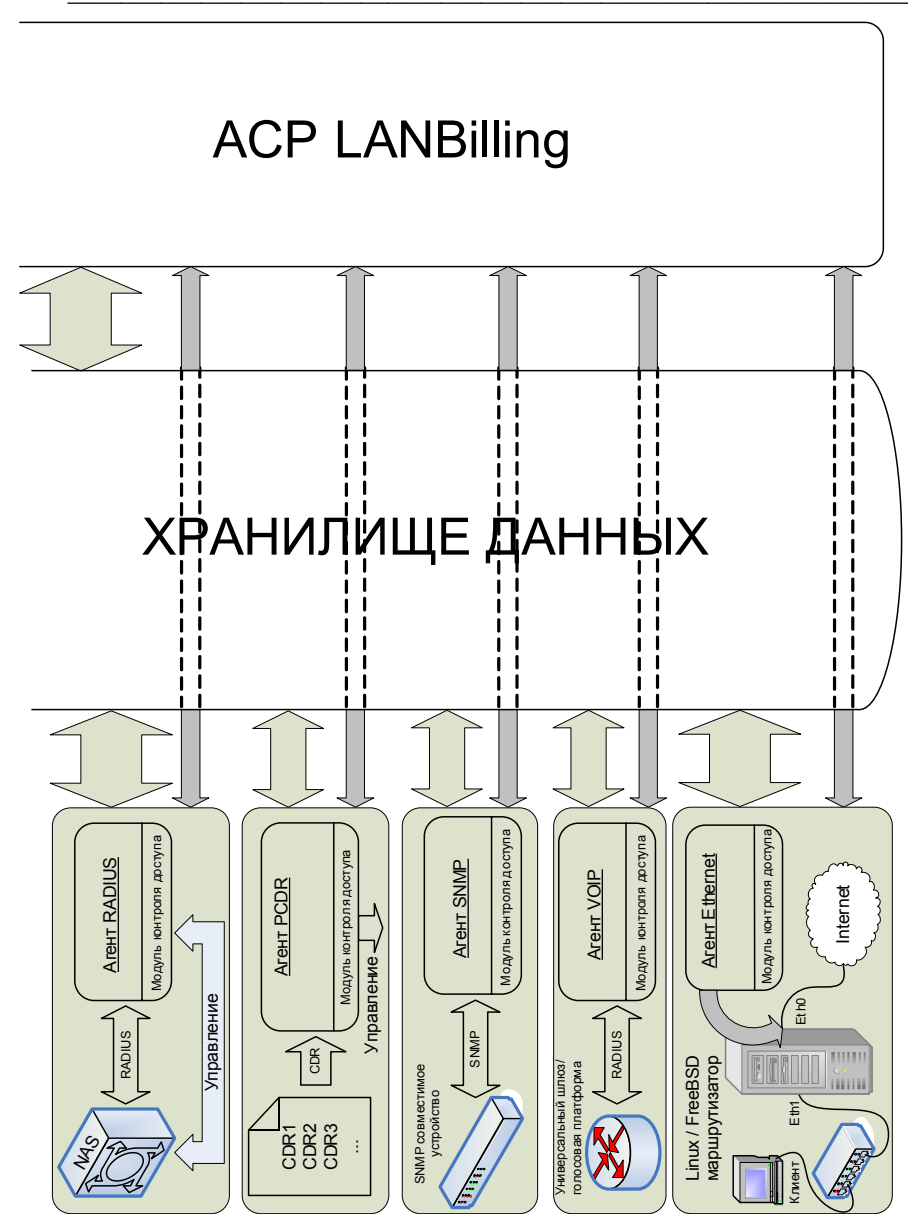 АСР LANBilling
ХРАНИЛИЩЕ ДАННЫХ
Агент RADIUS
Модуль контроля доступа
RADIUS
Управление
NAS
Агент PCDR
Модуль контроля доступа
Управление
CDR
CDR1
CDR2
CDR3
...
Агент SNMP
Модуль контроля доступа
SNMP
SNMP совместимое
устройство
Агент VOIP
Модуль контроля доступа
RADIUS
Универсальный шлюз/
голосовая платформа
Агент Ethernet
Модуль контроля доступа
Internet
Eth0
Linux / FreeBSD
маршрутизатор
Eth1
Клиент